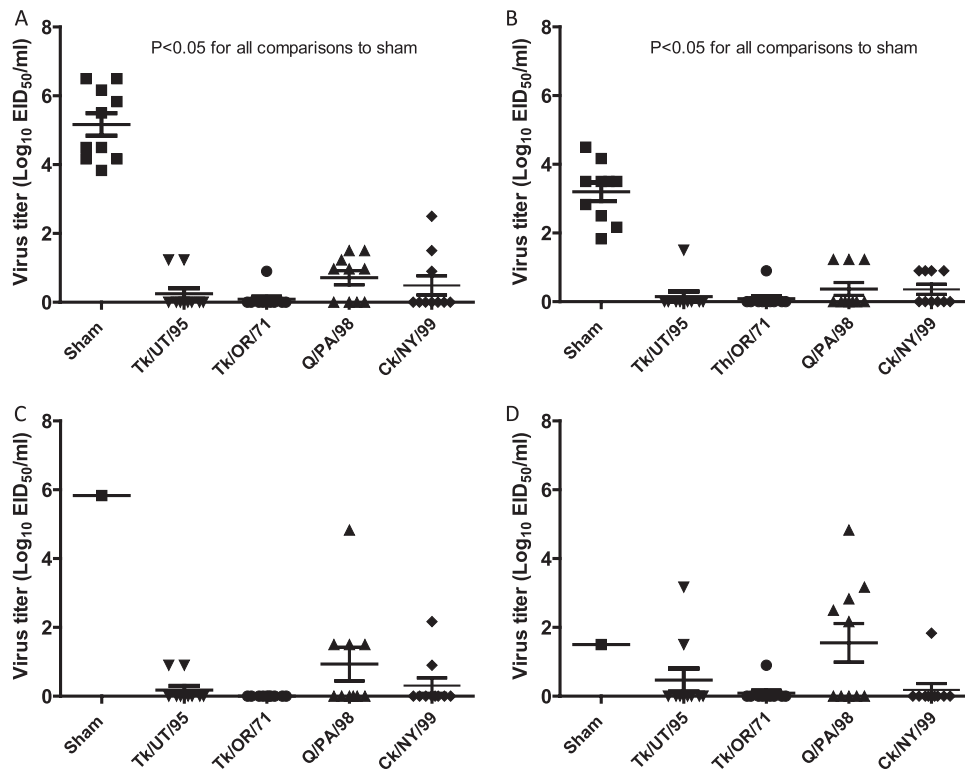 A
P<0.05 for all comparisons to sham
Virus titer (Log10 EID50/ml)
8
6
4
2
0
Sham
Tk/UT/95
Tk/OR/71
Q/PA/98
Ck/NY/99
B
P<0.05 for all comparisons to sham
Virus titer (Log10 EID50/ml)
8
6
4
2
0
Sham
Tk/UT/95
Th/OR/71
Q/PA/98
Ck/NY/99
C
Virus titer (Log10 EID50/ml)
8
6
4
2
0
Sham
Tk/UT/95
Tk/OR/71
Q/PA/98
Ck/NY/99
D
Virus titer (Log10 EID50/ml)
8
6
4
2
0
Sham
Tk/UT/95
Tk/OR/71
Q/PA/98
Ck/NY/99